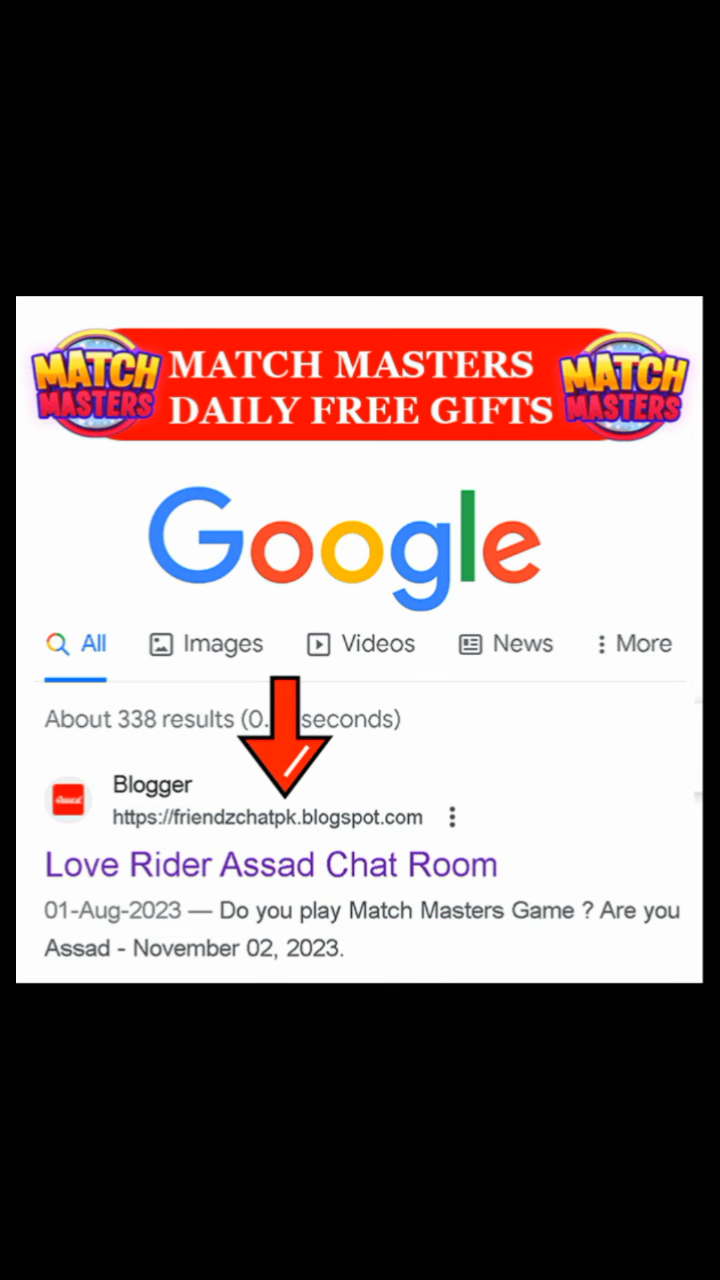 MATCH MASTERS
MATCH MASTERS
DAILY FREE GIFTS
MATCH MASTERS
Google
All Images Videos News More
About 338 results (0. seconds)
Blogger
https://friendzchatpk.blogspot.com
Love Rider Assad Chat Room
01-Aug-2023 — Do you play Match Masters Game ? Are you
Assad - November 02, 2023.